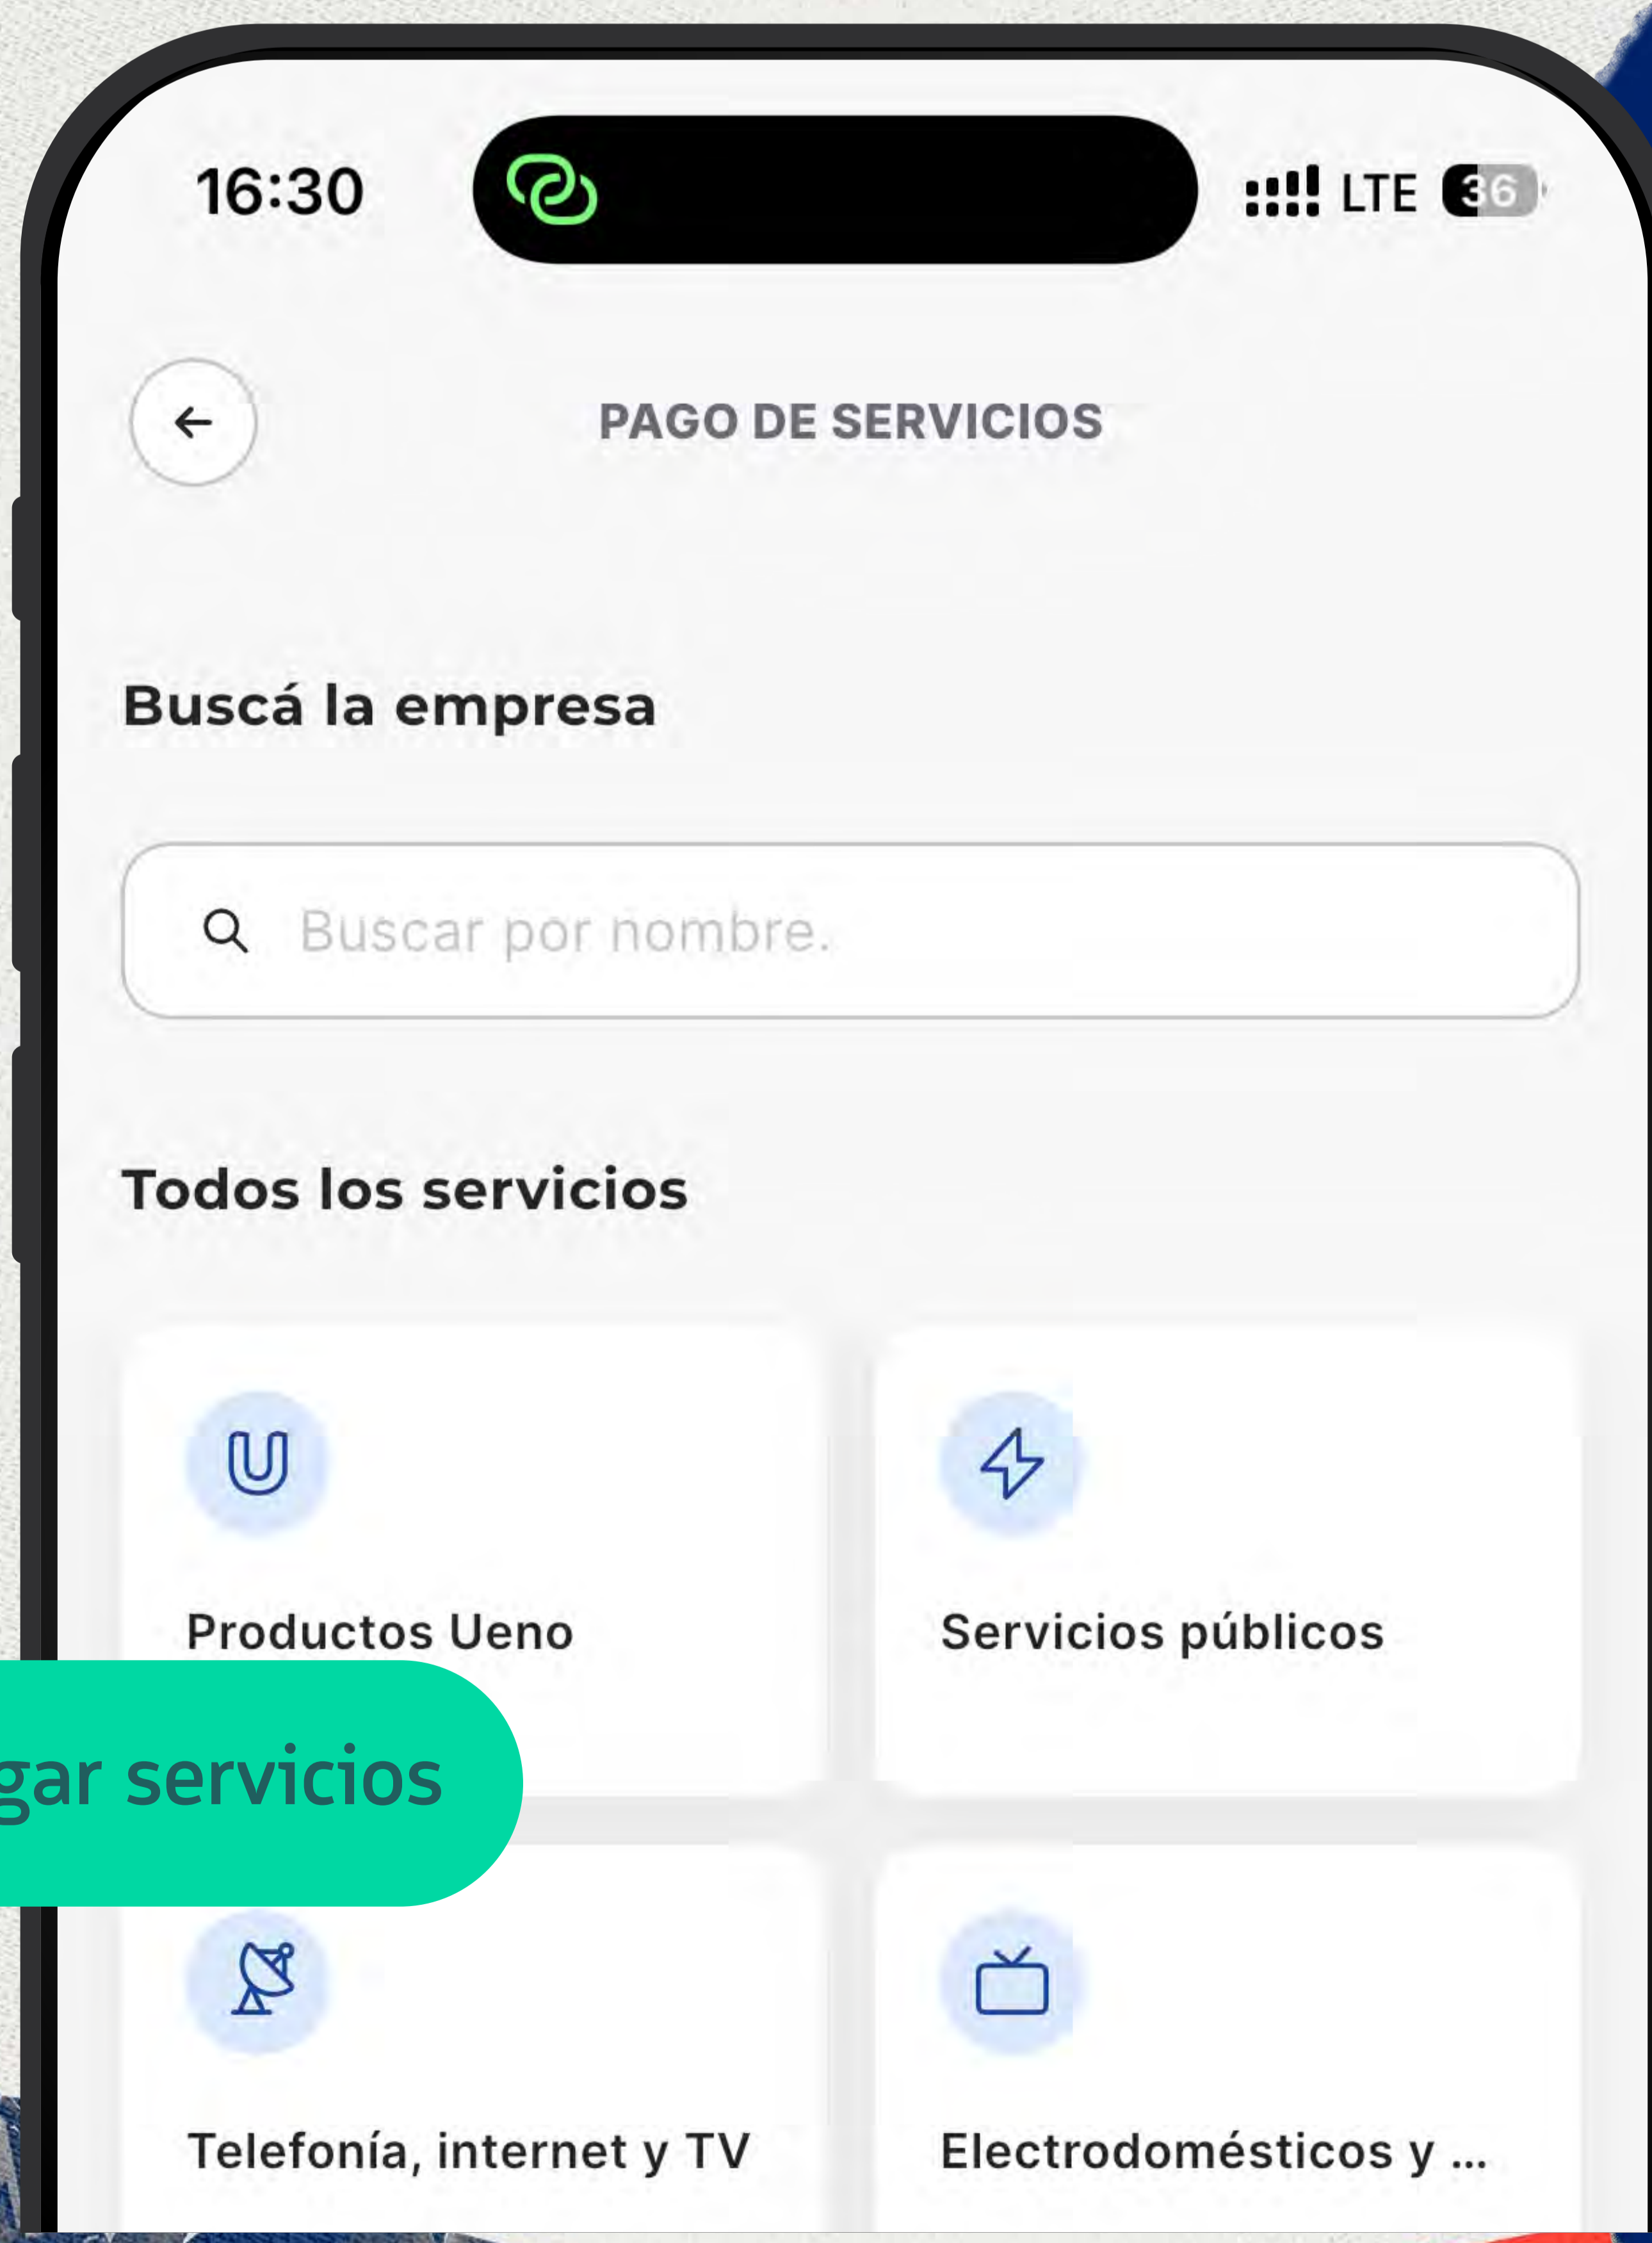 16:30
LTE 36
PAGO DE SERVICIOS
Buscá la empresa
Buscar por nombre.
Todos los servicios
Productos Ueno
Servicios públicos
gar servicios
Telefonía, internet y TV
Electrodomésticos y ...